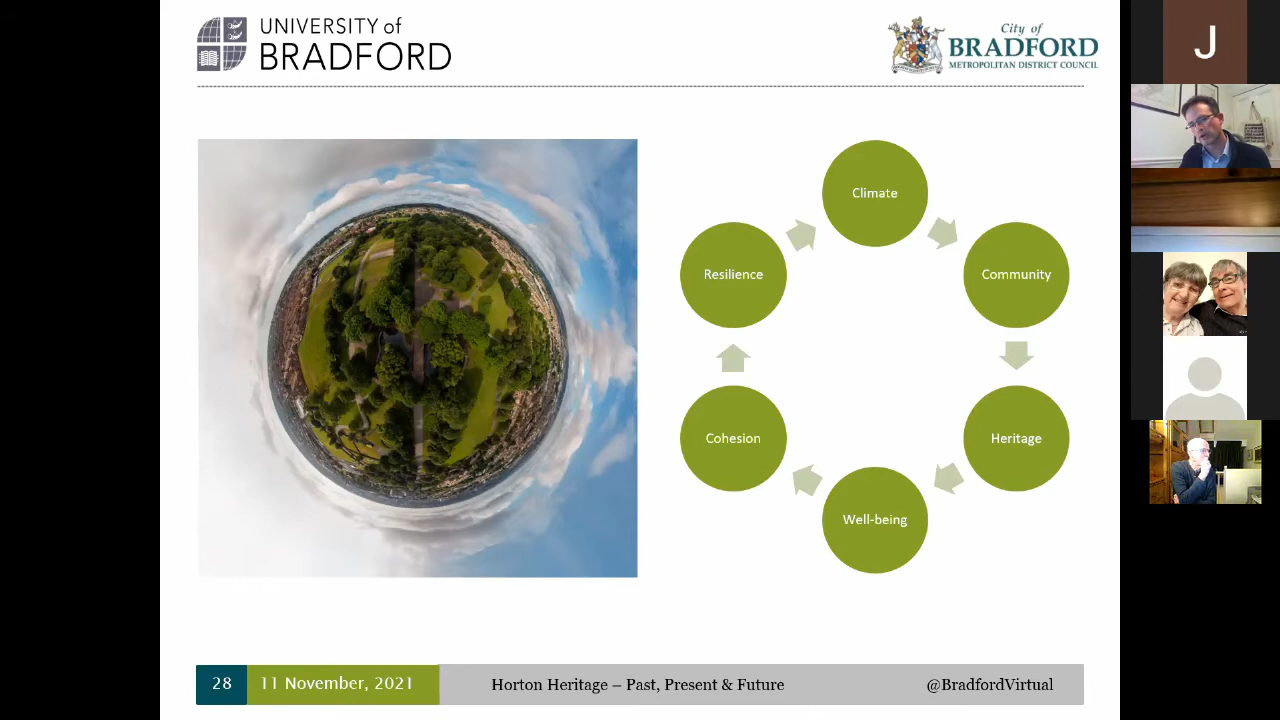 UNIVERSITY of
BRADFORD
City of
BRADFORD
METROPOLITAN DISTRICT COUNCIL
J
Climate
Community
Heritage
Well-being
Cohesion
Resilience
28
11 November, 2021
Horton Heritage – Past, Present & Future
@BradfordVirtual